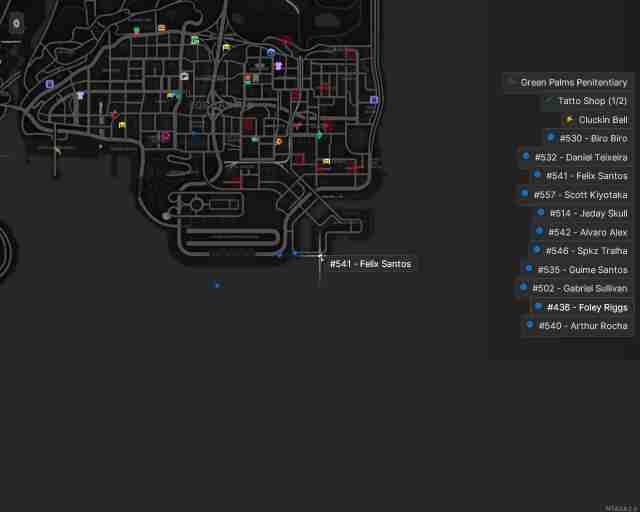 Green Palms Penitentiary
Tatto Shop (1/2)
Cluckin Bell
#530 - Biro Biro
#532 - Daniel Teixeira
#541 - Felix Santos
#557 - Scott Kiyotaka
#514 - Jeday Skull
#542 - Alvaro Alex
#546 - Spkz Tralha
#535 - Guime Santos
#502 - Gabriel Sullivan
#436 - Foley Riggs
#540 - Arthur Rocha
#541 - Felix Santos